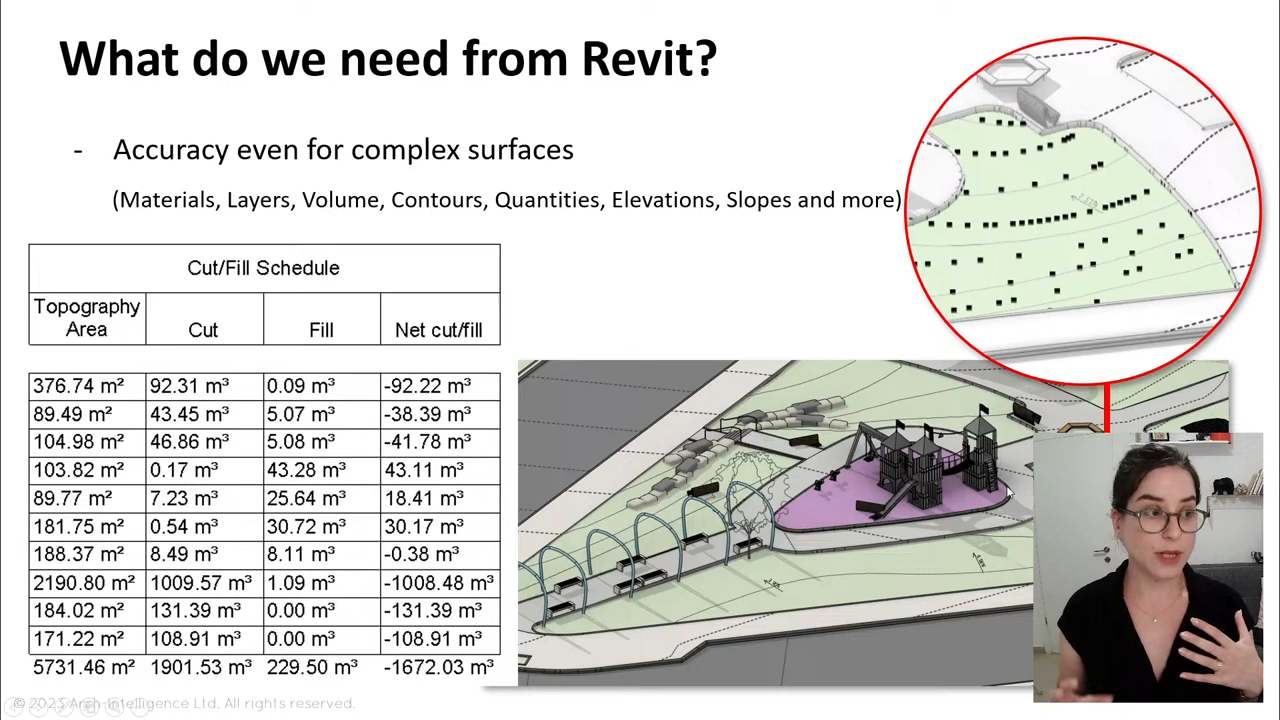 What do we need from Revit?
- Accuracy even for complex surfaces
(Materials, Layers, Volume, Contours, Quantities, Elevations, Slopes and more)
Cut/Fill Schedule
Topography Area Cut Fill Net cut/fill
376.74 m² 92.31 m³ 0.09 m³ -92.22 m³
89.49 m² 43.45 m³ 5.07 m³ -38.39 m³
104.98 m² 46.86 m³ 5.08 m³ -41.78 m³
103.82 m² 0.17 m³ 43.28 m³ 43.11 m³
89.77 m² 7.23 m³ 25.64 m³ 18.41 m³
181.75 m² 0.54 m³ 30.72 m³ 30.17 m³
188.37 m² 8.49 m³ 8.11 m³ -0.38 m³
2190.80 m² 1009.57 m³ 1.09 m³ -1008.48 m³
184.02 m² 131.39 m³ 0.00 m³ -131.39 m³
171.22 m² 108.91 m³ 0.00 m³ -108.91 m³
5731.46 m² 1901.53 m³ 229.50 m³ -1672.03 m³
© 2023 Arch-Intelligence Ltd. All rights reserved.